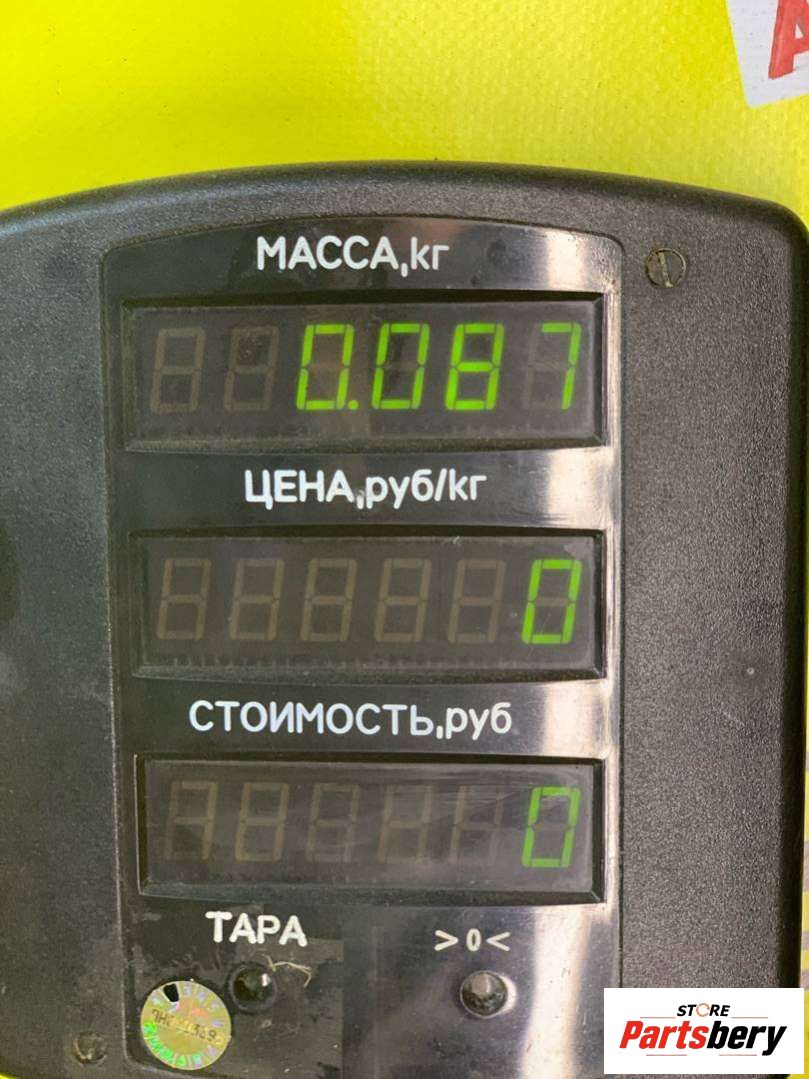 МАССА,кг
0.087
ЦЕНА,руб/кг
0
СТОИМОСТЬ,руб
0
ТАРА
>0<
STORE
Partsbery